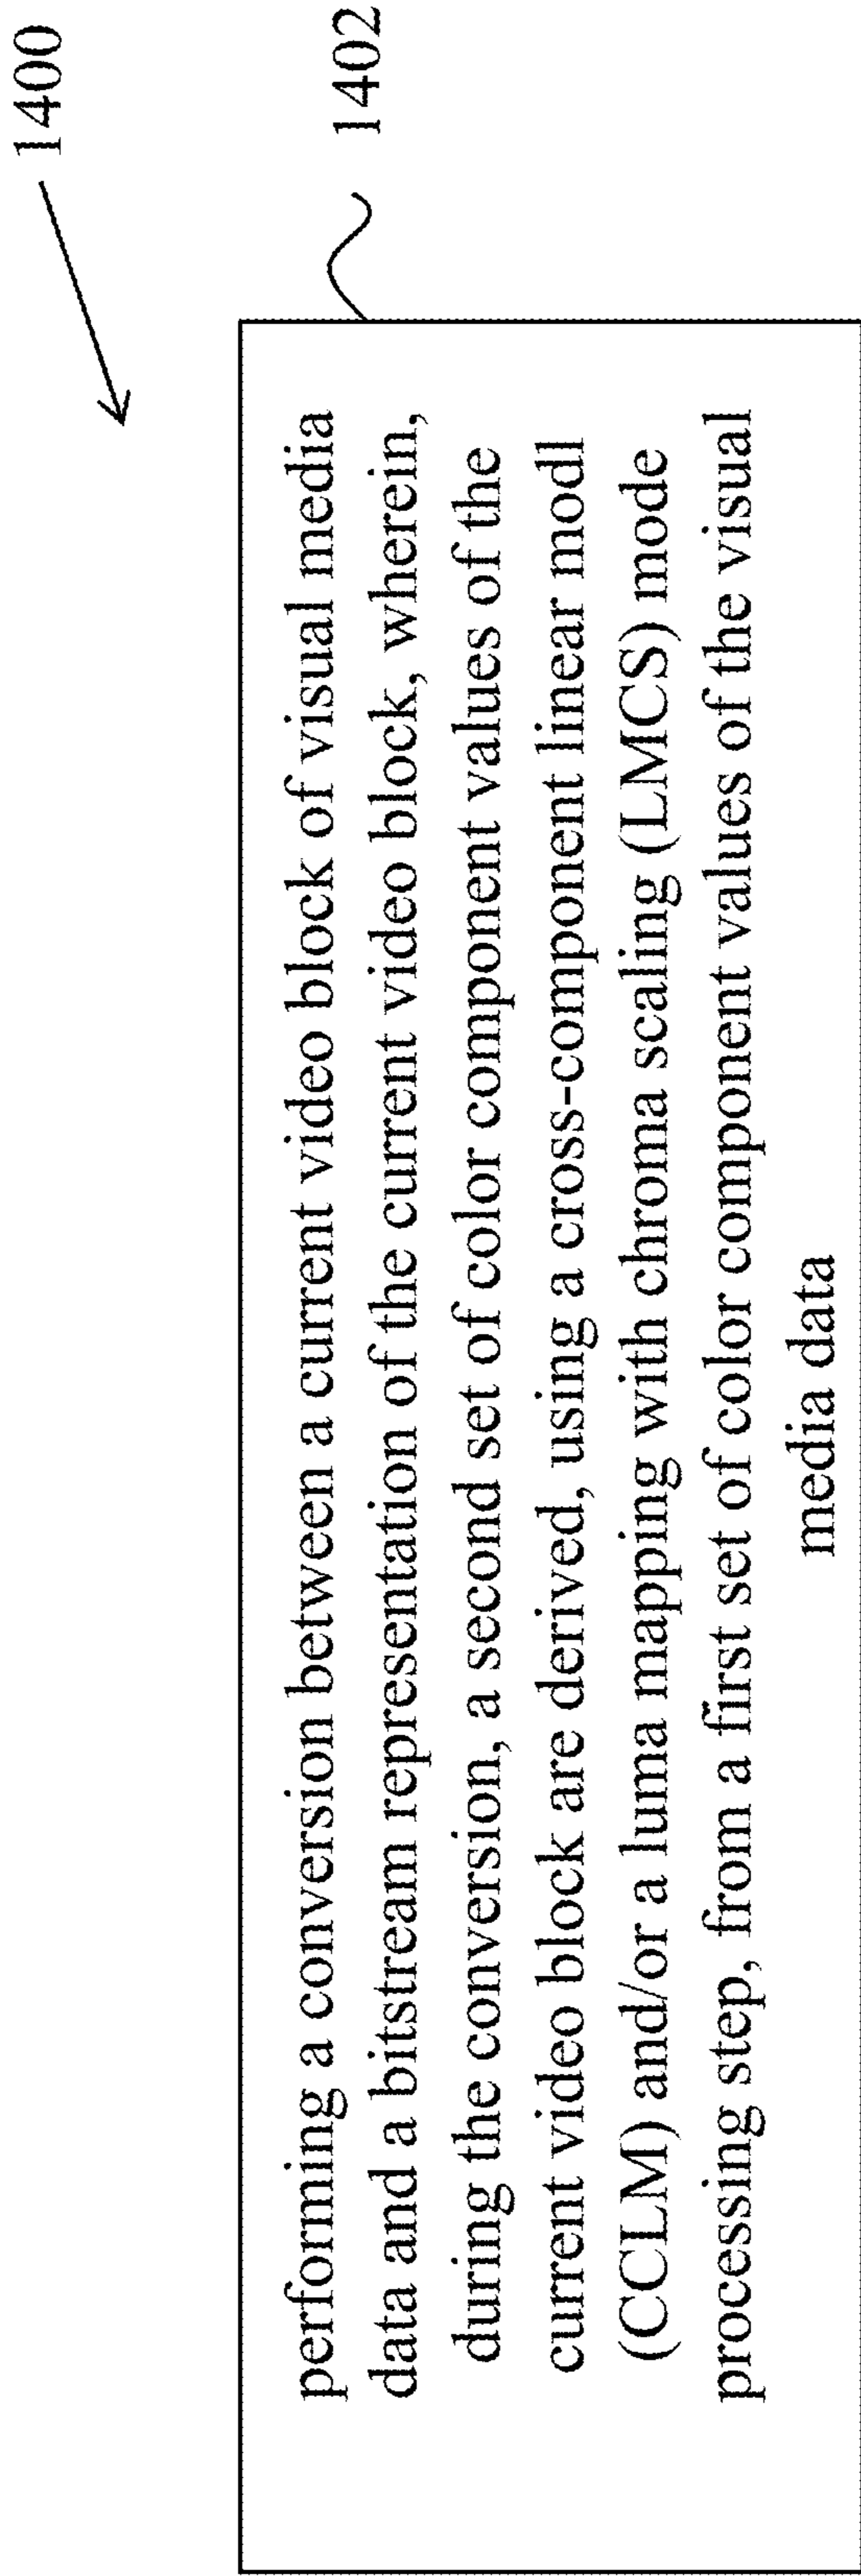 1400
1402
performing a conversion between a current video block of visual media
data and a bitstream representation of the current video block, wherein,
during the conversion, a second set of color component values of the
current video block are derived, using a cross-component linear modl
(CCLM) and/or a luma mapping with chroma scaling (LMCS) mode
processing step, from a first set of color component values of the visual
media data